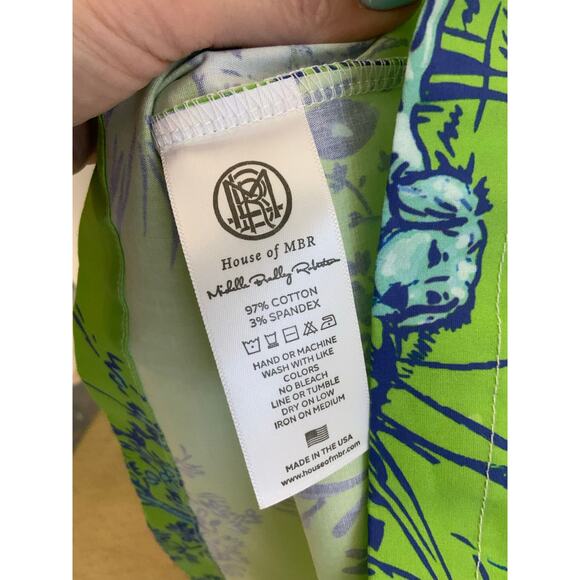 MBR
House of MBR
Michelle Bradley Robertson
97% COTTON
3% SPANDEX
HAND OR MACHINE
WASH WITH LIKE
COLORS
NO BLEACH
LINE OR TUMBLE
DRY ON LOW
IRON ON MEDIUM
MADE IN THE USA
www.houseofmbr.com